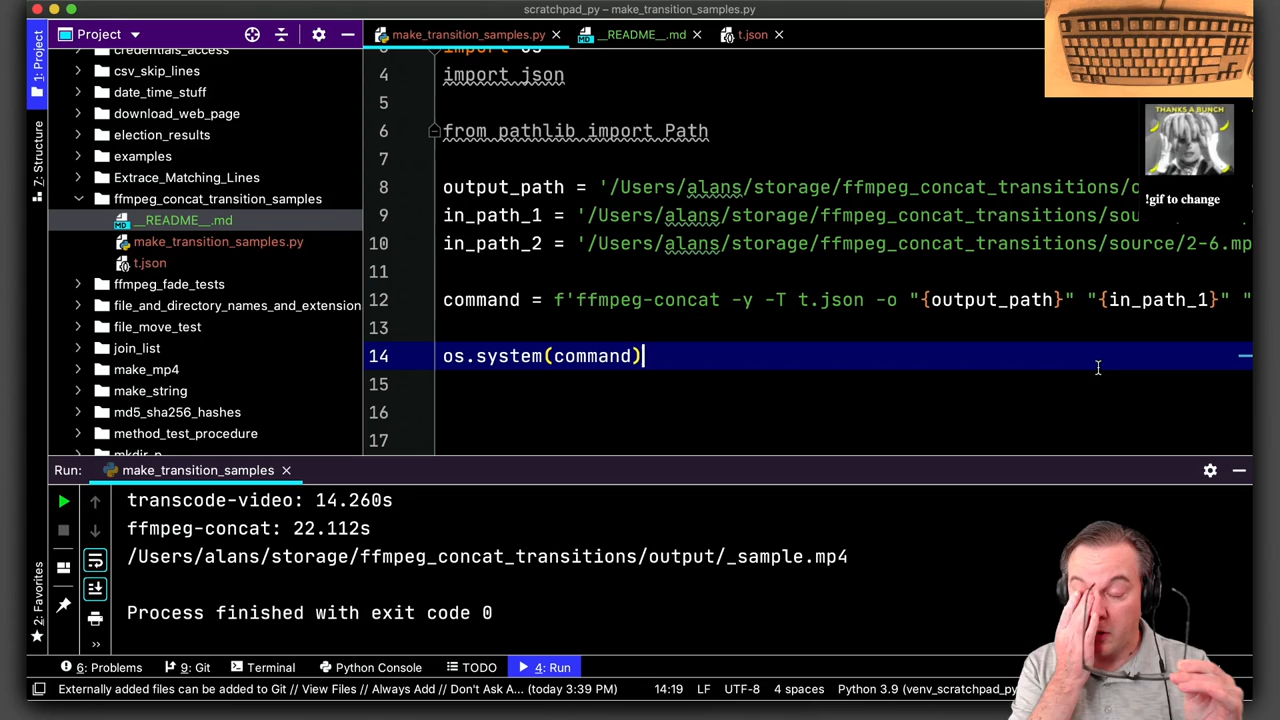 scratchpad_py – make_transition_samples.py
Project
make_transition_samples.py
__README__.md
t.json
1: Project
7: Structure
2: Favorites
credentials_access
csv_skip_lines
date_time_stuff
download_web_page
election_results
examples
Extrace_Matching_Lines
ffmpeg_concat_transition_samples
__README__.md
make_transition_samples.py
t.json
ffmpeg_fade_tests
file_and_directory_names_and_extension
file_move_test
join_list
make_mp4
make_string
md5_sha256_hashes
method_test_procedure
mkdir_p
import os
4 import json
5
6 from pathlib import Path
7
8 output_path = '/Users/alans/storage/ffmpeg_concat_transitions/o
9 in_path_1 = '/Users/alans/storage/ffmpeg_concat_transitions/sou
10 in_path_2 = '/Users/alans/storage/ffmpeg_concat_transitions/source/2-6.mp
11
12 command = f'ffmpeg-concat -y -T t.json -o "{output_path}" "{in_path_1}" "
13
14 os.system(command)
15
16
17
THANKS A BUNCH
!gif to change
Run: make_transition_samples
transcode-video: 14.260s
ffmpeg-concat: 22.112s
/Users/alans/storage/ffmpeg_concat_transitions/output/_sample.mp4
Process finished with exit code 0
6: Problems
9: Git
Terminal
Python Console
TODO
4: Run
Externally added files can be added to Git // View Files // Always Add // Don't Ask A... (today 3:39 PM)
14:19 LF UTF-8 4 spaces Python 3.9 (venv_scratchpad_py